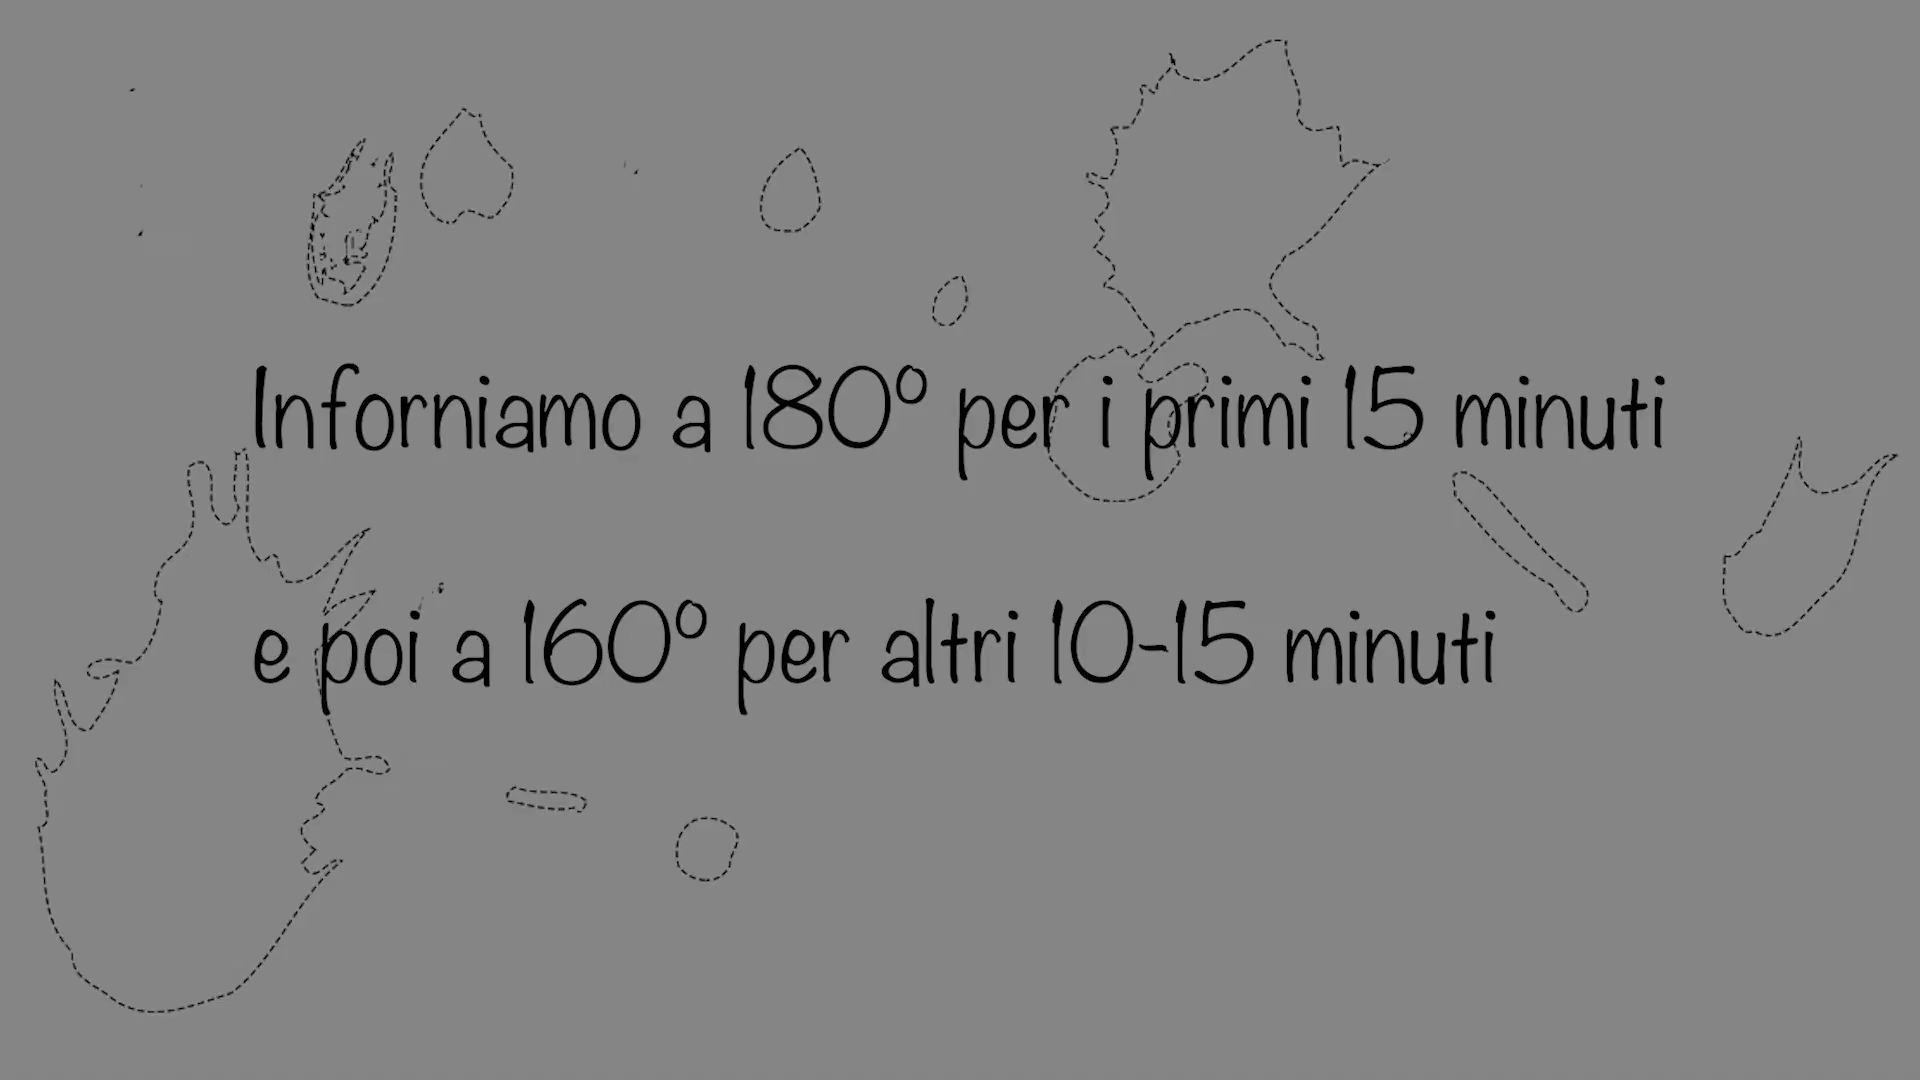 Inforniamo a 180° per i primi 15 minuti
e poi a 160° per altri 10-15 minuti